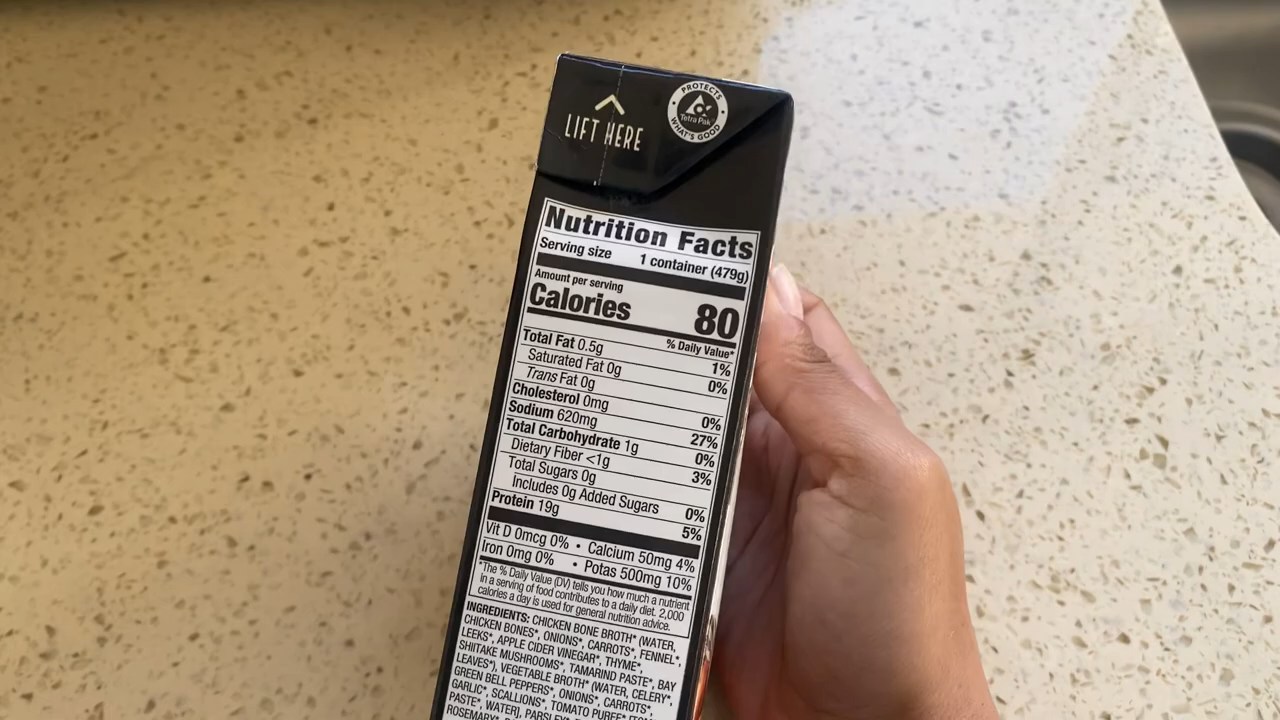 LIFT HERE
PROTECTS
Tetra Pak
WHAT'S GOOD
Nutrition Facts
Serving size 1 container (479g)
Amount per serving
Calories 80
% Daily Value*
Total Fat 0.5g 1%
Saturated Fat 0g 0%
Trans Fat 0g
Cholesterol 0mg 0%
Sodium 620mg 27%
Total Carbohydrate 1g 0%
Dietary Fiber <1g 3%
Total Sugars 0g
Includes 0g Added Sugars 0%
Protein 19g 5%
Vit D 0mcg 0% • Calcium 50mg 4%
Iron 0mg 0% • Potas 500mg 10%
*The % Daily Value (DV) tells you how much a nutrient
in a serving of food contributes to a daily diet. 2,000
calories a day is used for general nutrition advice.
INGREDIENTS: CHICKEN BONE BROTH* (WATER,
CHICKEN BONES*, ONIONS*, CARROTS*, FENNEL*,
LEEKS*, APPLE CIDER VINEGAR*, THYME*,
SHIITAKE MUSHROOMS*, TAMARIND PASTE*, BAY
LEAVES*), VEGETABLE BROTH* (WATER, CELERY*,
GREEN BELL PEPPERS*, ONIONS*, CARROTS*,
GARLIC*, SCALLIONS*, TOMATO PUREE*
PASTE*, WATER], PARSLEY*,
ROSEMARY*,